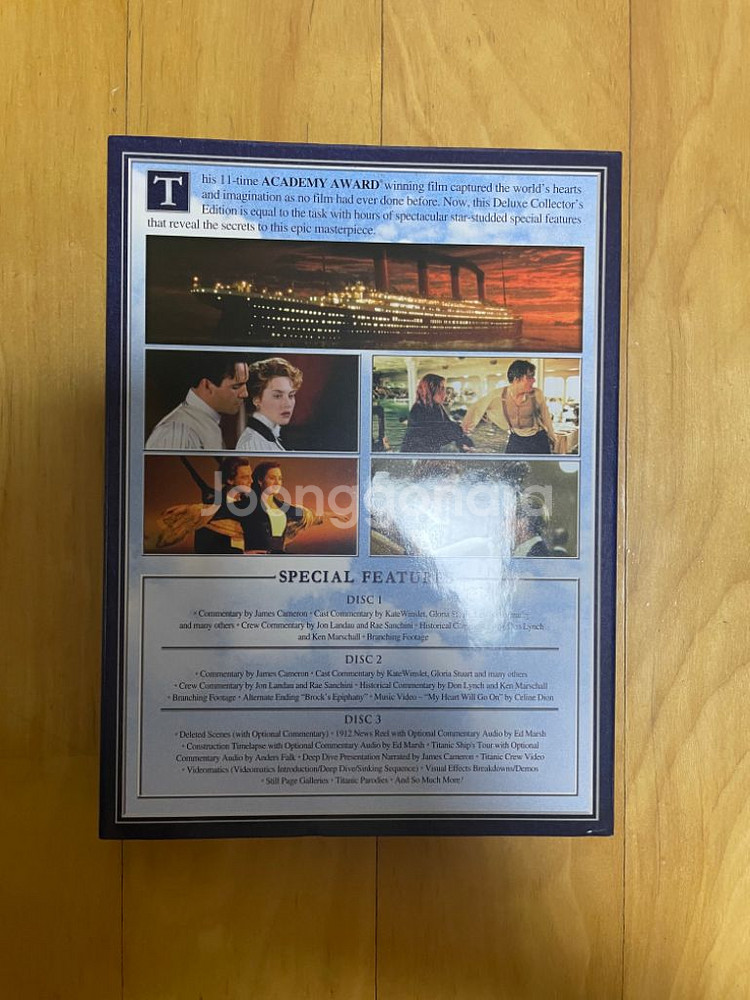 This 11-time ACADEMY AWARD® winning film captured the world's hearts
and imagination as no film had ever done before. Now, this Deluxe Collector's
Edition is equal to the task with hours of spectacular star-studded special features
that reveal the secrets to this epic masterpiece.
Joonggonara
SPECIAL FEATUR
DISC 1
• Commentary by James Cameron • Cast Commentary by Kate Winslet, Gloria
and many others • Crew Commentary by Jon Landau and Rae Sanchini • Historical Don Lynch
and Ken Marschall • Branching Footage
DISC 2
• Commentary by James Cameron • Cast Commentary by Kate Winslet, Gloria Stuart and many others
• Crew Commentary by Jon Landau and Rae Sanchini • Historical Commentary by Don Lynch and Ken Marschall
• Branching Footage • Alternate Ending "Brock's Epiphany" • Music Video – "My Heart Will Go On" by Celine Dion
DISC 3
• Deleted Scenes (with Optional Commentary) • 1912 News Reel with Optional Commentary Audio by Ed Marsh
• Construction Timelapse with Optional Commentary Audio by Ed Marsh • Titanic Ship's Tour with Optional
Commentary Audio by Anders Falk • Deep Dive Presentation Narrated by James Cameron • Titanic Crew Video
• Videomatics (Videomatics Introduction/Deep Dive/Sinking Sequence) • Visual Effects Breakdowns/Demos
• Still Page Galleries • Titanic Parodies • And So Much More!